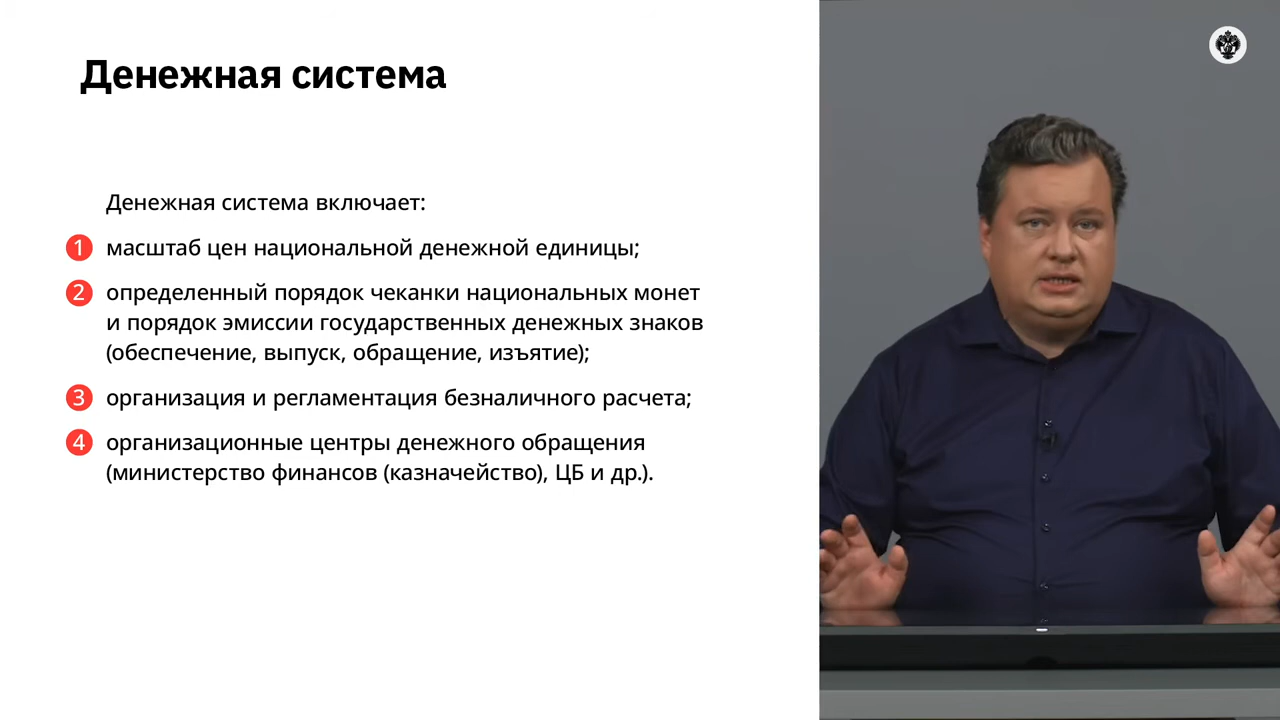 Денежная система
Денежная система включает:
1 масштаб цен национальной денежной единицы;
2 определенный порядок чеканки национальных монет
и порядок эмиссии государственных денежных знаков
(обеспечение, выпуск, обращение, изъятие);
3 организация и регламентация безналичного расчета;
4 организационные центры денежного обращения
(министерство финансов (казначейство), ЦБ и др.).